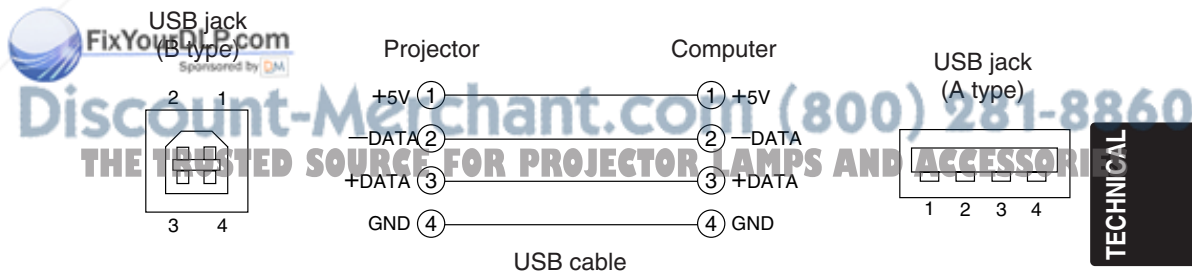 USB jack
(B type)
FixYourDLP.com
Sponsored by DM
Projector
Computer
USB jack
(A type)
Discount-Merchant.com (800) 281-8860
THE TRUSTED SOURCE FOR PROJECTOR LAMPS AND ACCESSORIES
2 1
3 4
+5V 1 1 +5V
−DATA 2 2 −DATA
+DATA 3 3 +DATA
GND 4 4 GND
USB cable
1 2 3 4
TECHNICAL